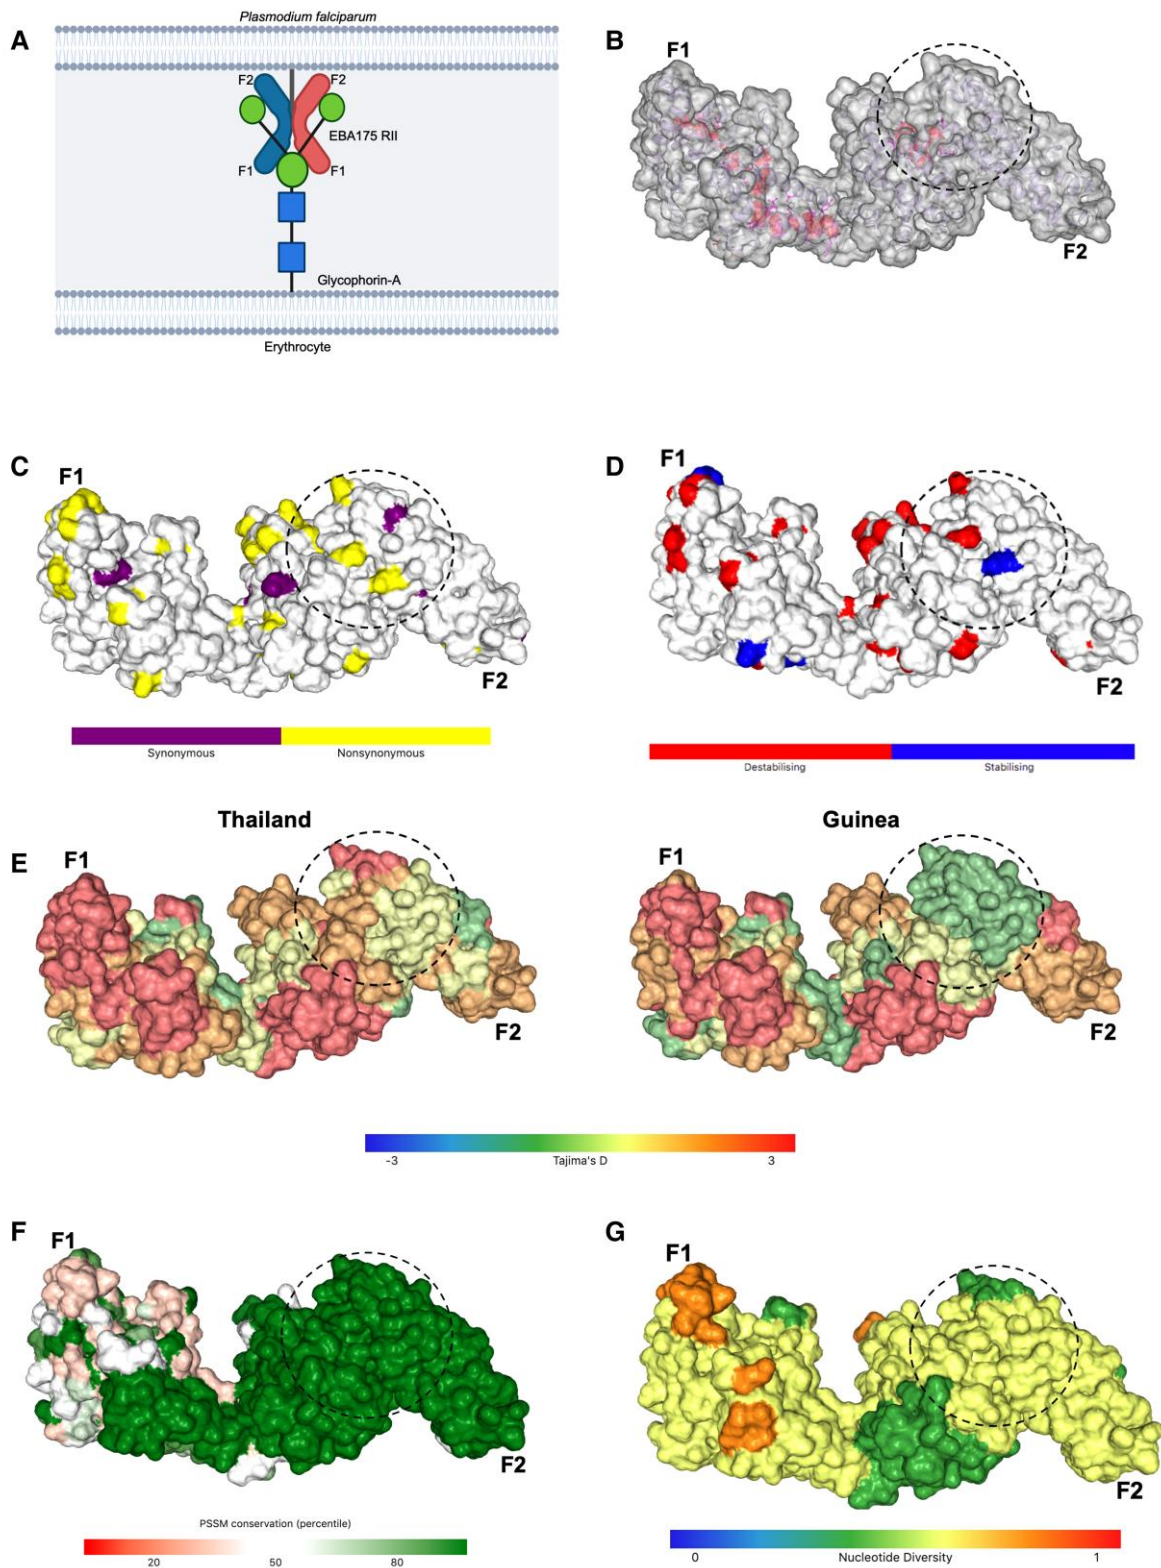 A
Plasmodium falciparum
F2
F2
EBA175 RII
F1
F1
Glycophorin-A
Erythrocyte
B
F1
F2
C
F1
F2
Synonymous
Nonsynonymous
D
F1
F2
Destabilising
Stabilising
E
Thailand
F1
F2
Guinea
F1
F2
-3
Tajima's D
3
F
F1
F2
PSSM conservation (percentile)
20
50
80
G
F1
F2
0
Nucleotide Diversity
1